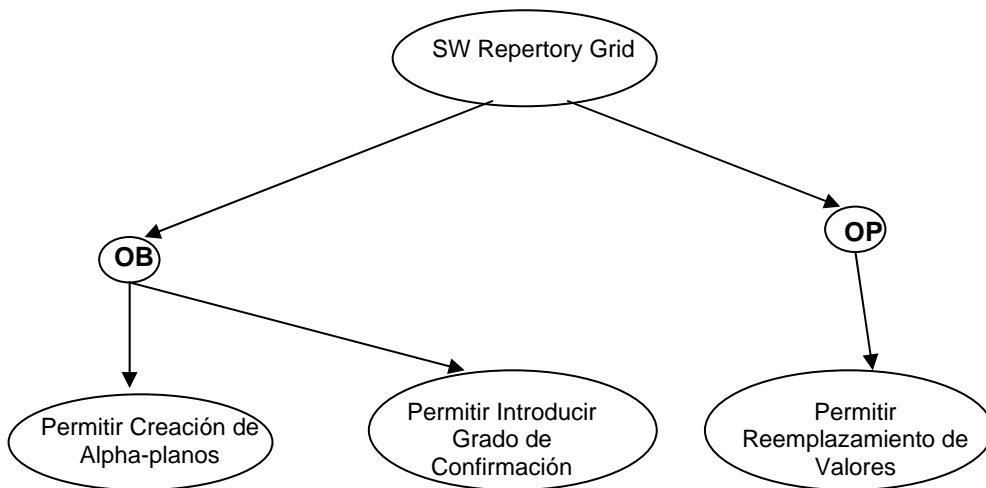 SW Repertory Grid
OB
OP
Permitir Creación de
Alpha-planos
Permitir Introducir
Grado de
Confirmación
Permitir
Reemplazamiento de
Valores